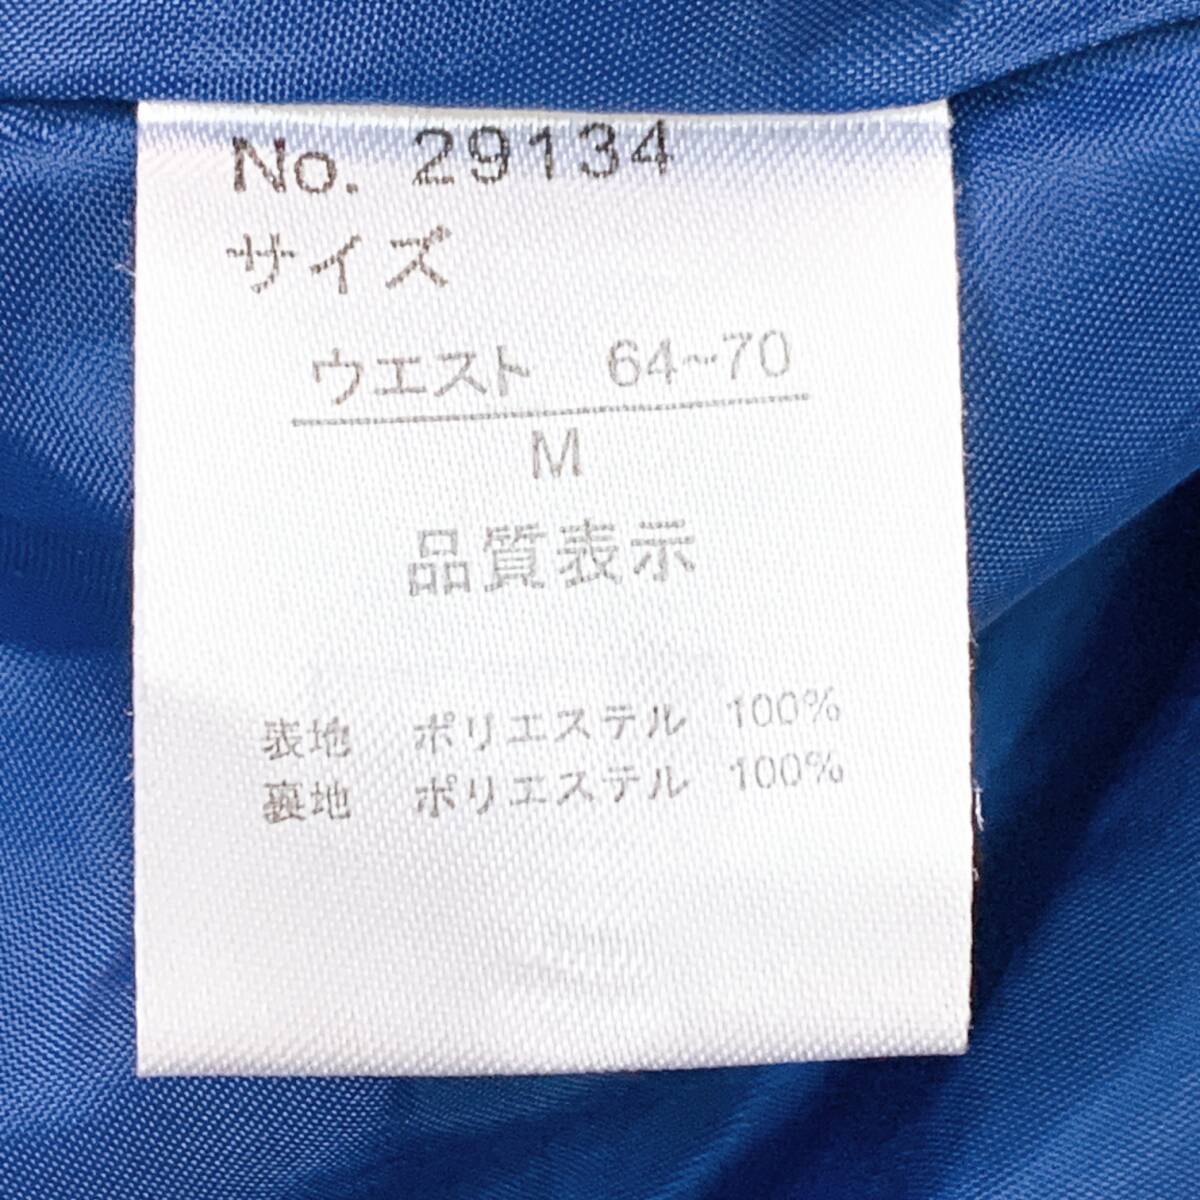 No. 29134
サイズ
ウエスト 64~70
M
品質表示
表地 ポリエステル 100%
裏地 ポリエステル 100%